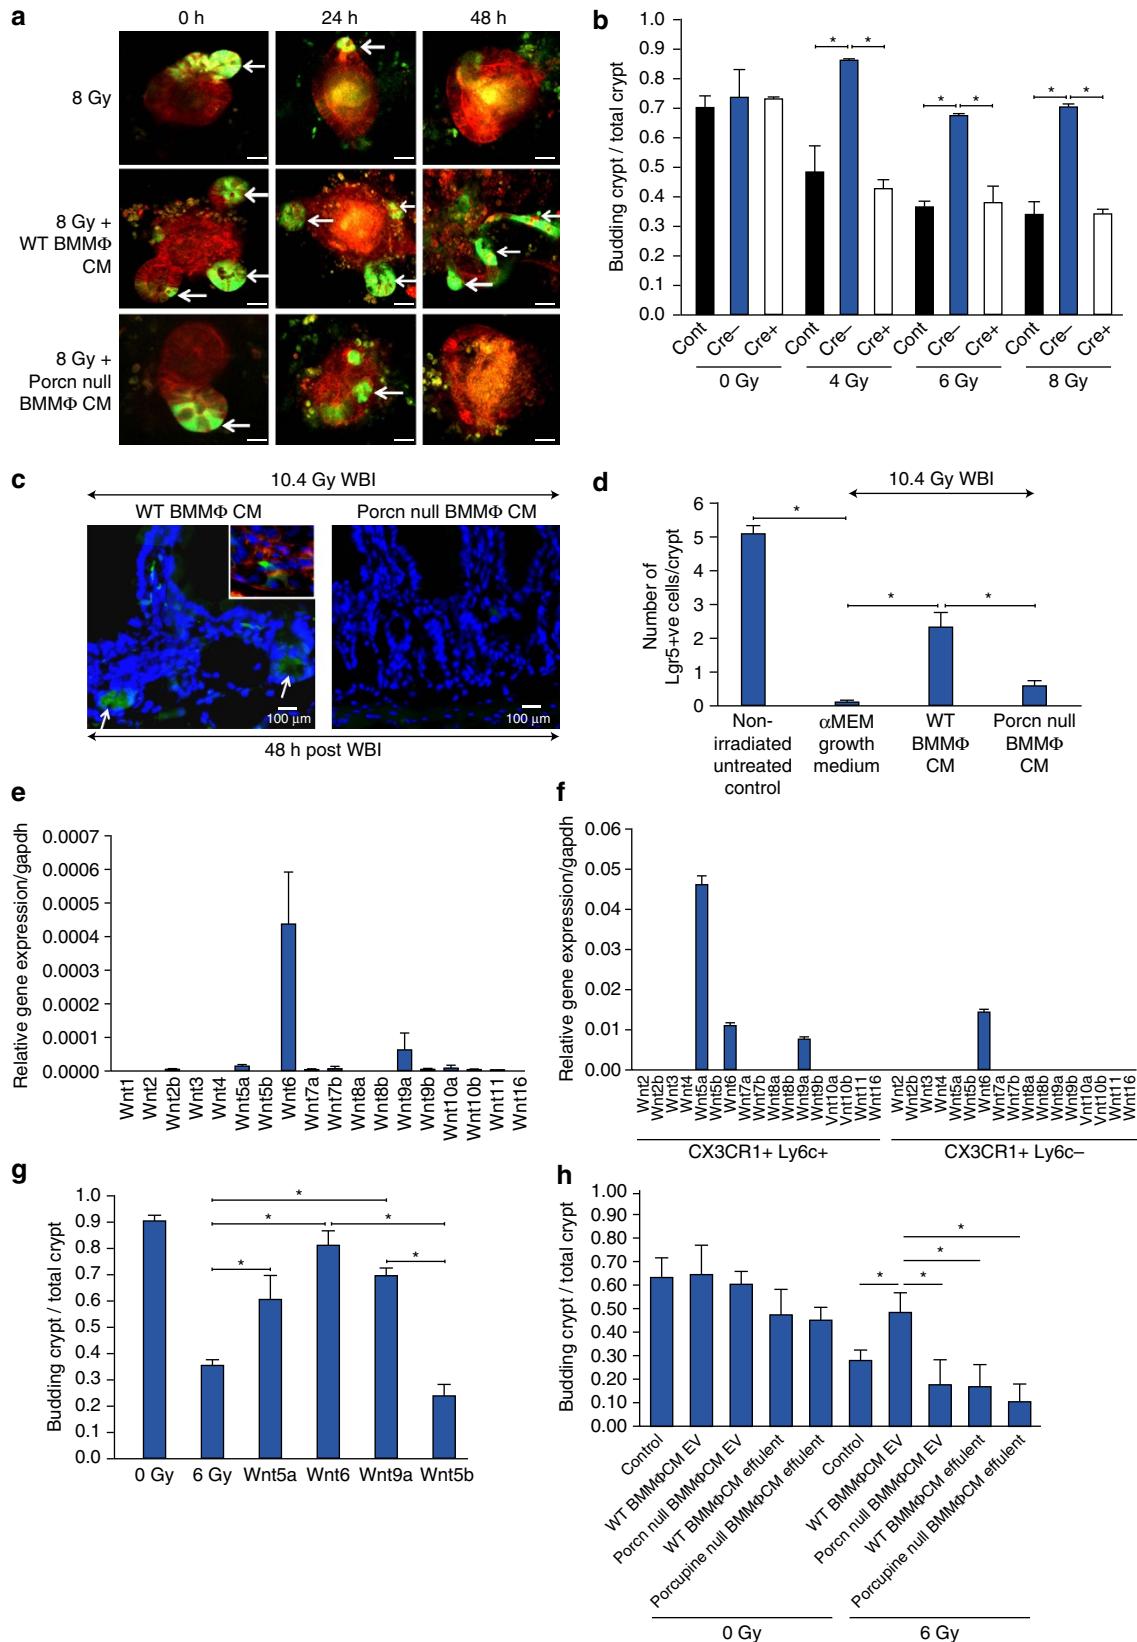 a
0 h
24 h
48 h
8 Gy
8 Gy +
WT BMMΦ
CM
8 Gy +
Porcn null
BMMΦ CM
b
Budding crypt / total crypt
1.0
0.9
0.8
0.7
0.6
0.5
0.4
0.3
0.2
0.1
0.0
* * * * * *
Cont Cre– Cre+ Cont Cre– Cre+ Cont Cre– Cre+ Cont Cre– Cre+
0 Gy 4 Gy 6 Gy 8 Gy
c
10.4 Gy WBI
WT BMMΦ CM
Porcn null BMMΦ CM
100 µm
100 µm
48 h post WBI
d
10.4 Gy WBI
Number of
Lgr5+ve cells/crypt
6
5
4
3
2
1
0
* * *
Non-
irradiated
untreated
control
αMEM
growth
medium
WT
BMMΦ
CM
Porcn null
BMMΦ
CM
e
Relative gene expression/gapdh
0.0007
0.0006
0.0005
0.0004
0.0003
0.0002
0.0001
0.0000
Wnt1 Wnt2 Wnt2b Wnt3 Wnt4 Wnt5a Wnt5b Wnt6 Wnt7a Wnt7b Wnt8a Wnt8b Wnt9a Wnt9b Wnt10a Wnt10b Wnt11 Wnt16
f
Relative gene expression/gapdh
0.06
0.05
0.04
0.03
0.02
0.01
0.00
Wnt2 Wnt2b Wnt3 Wnt4 Wnt5a Wnt5b Wnt6 Wnt7a Wnt7b Wnt8a Wnt8b Wnt9a Wnt9b Vnt10a Vnt10b Wnt11 Wnt16
Wnt2 Wnt2b Wnt3 Wnt4 Wnt5a Wnt5b Wnt6 Wnt7a Wnt7b Wnt8a Wnt8b Wnt9a Wnt9b Vnt10a Vnt10b Wnt11 Wnt16
CX3CR1+ Ly6c+
CX3CR1+ Ly6c–
g
Budding crypt / total crypt
1.0
0.9
0.8
0.7
0.6
0.5
0.4
0.3
0.2
0.1
0.0
* * * * *
0 Gy 6 Gy Wnt5a Wnt6 Wnt9a Wnt5b
h
Budding crypt / total crypt
1.00
0.90
0.80
0.70
0.60
0.50
0.40
0.30
0.20
0.10
0.00
* * * *
Control
WT BMMΦCM EV
Porcn null BMMΦCM EV
WT BMMΦCM effulent
Porcupine null BMMΦCM effulent
Control
WT BMMΦCM EV
Porcn null BMMΦCM EV
WT BMMΦCM effulent
Porcupine null BMMΦCM effulent
0 Gy
6 Gy